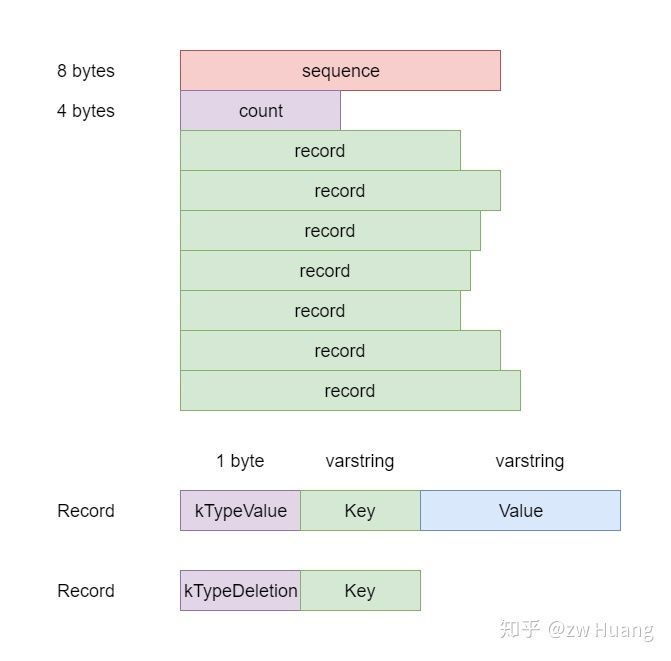 8 bytes sequence
4 bytes count
record
record
record
record
record
record
record
1 byte varstring varstring
Record kTypeValue Key Value
Record kTypeDeletion Key
知乎 @zw Huang